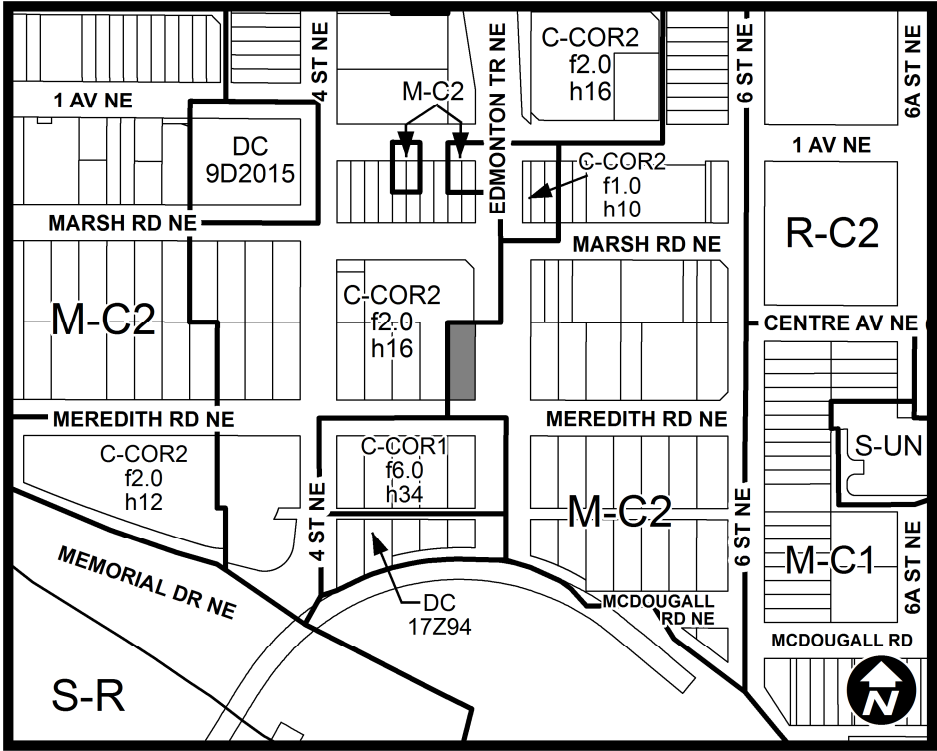 4 ST NE
EDMONTON TR NE
C-COR2
f2.0
h16
6 ST NE
6A ST NE
1 AV NE
M-C2
DC
9D2015
1 AV NE
C-COR2
f1.0
h10
MARSH RD NE
MARSH RD NE
R-C2
M-C2
C-COR2
f2.0
h16
CENTRE AV NE
MEREDITH RD NE
MEREDITH RD NE
C-COR2
f2.0
h12
C-COR1
f6.0
h34
S-UN
4 ST NE
M-C2
6 ST NE
M-C1
6A ST NE
MEMORIAL DR NE
DC
17Z94
MCDOUGALL
RD NE
MCDOUGALL RD
S-R
N